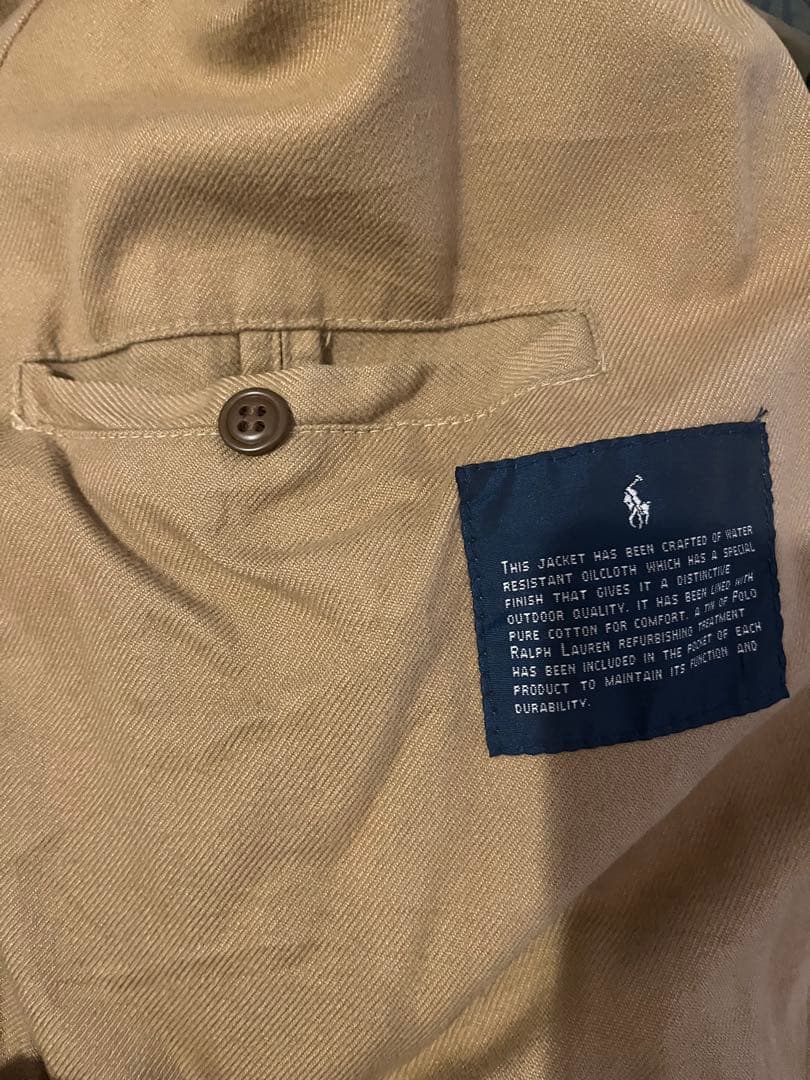 THIS JACKET HAS BEEN CRAFTED OF WATER
RESISTANT OILCLOTH WHICH HAS A SPECIAL
FINISH THAT GIVES IT A DISTINCTIVE
OUTDOOR QUALITY. IT HAS BEEN LINED WITH
PURE COTTON FOR COMFORT. A TIN OF POLO
RALPH LAUREN REFURBISHING TREATMENT
HAS BEEN INCLUDED IN THE POCKET OF EACH
PRODUCT TO MAINTAIN ITS FUNCTION AND
DURABILITY.